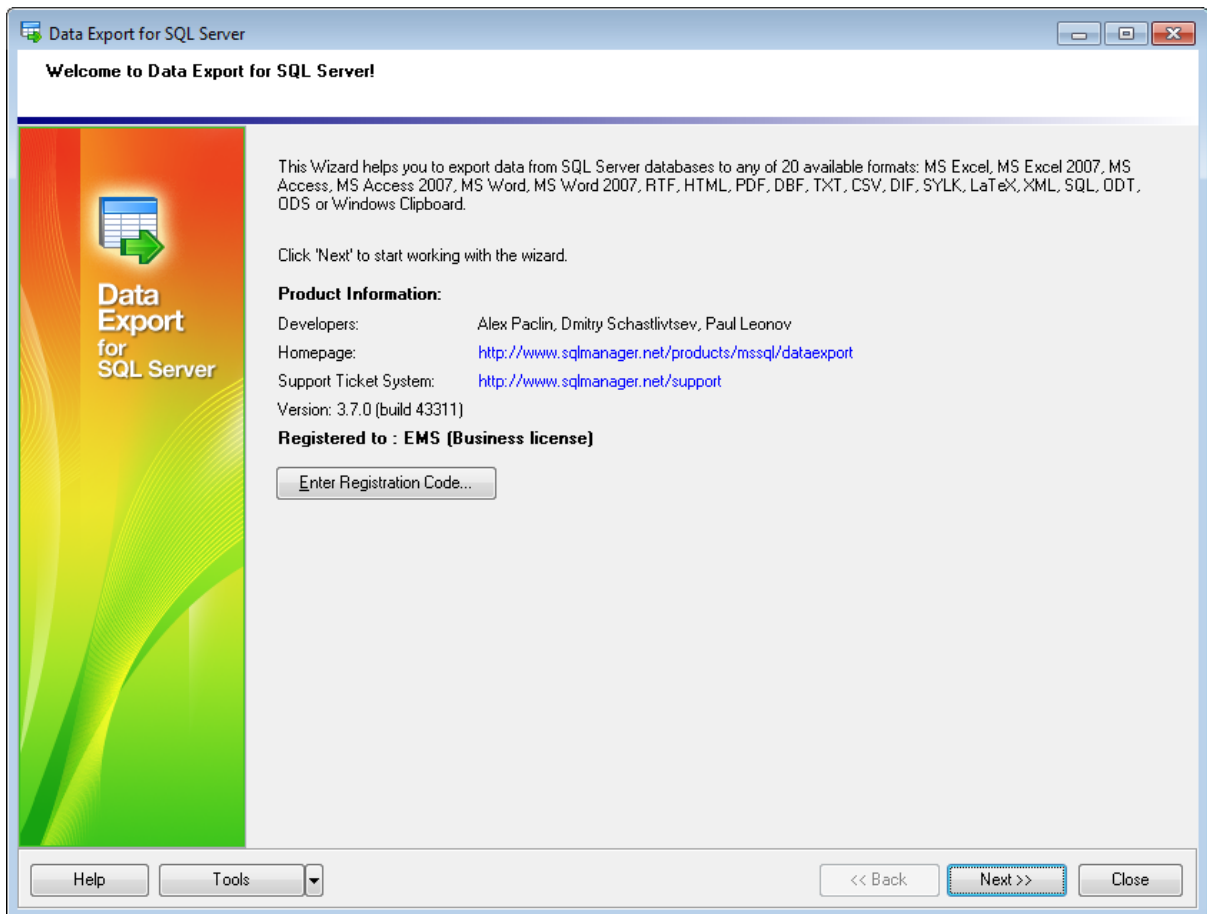 Data Export for SQL Server
Welcome to Data Export for SQL Server!
Data
Export
for
SQL Server
This Wizard helps you to export data from SQL Server databases to any of 20 available formats: MS Excel, MS Excel 2007, MS
Access, MS Access 2007, MS Word, MS Word 2007, RTF, HTML, PDF, DBF, TXT, CSV, DIF, SYLK, LaTeX, XML, SQL, ODT,
ODS or Windows Clipboard.
Click 'Next' to start working with the wizard.
Product Information:
Developers: Alex Paclin, Dmitry Schastlivtsev, Paul Leonov
Homepage: http://www.sqlmanager.net/products/mssql/dataexport
Support Ticket System: http://www.sqlmanager.net/support
Version: 3.7.0 (build 43311)
Registered to : EMS (Business license)
Enter Registration Code...
Help Tools << Back Next >> Close